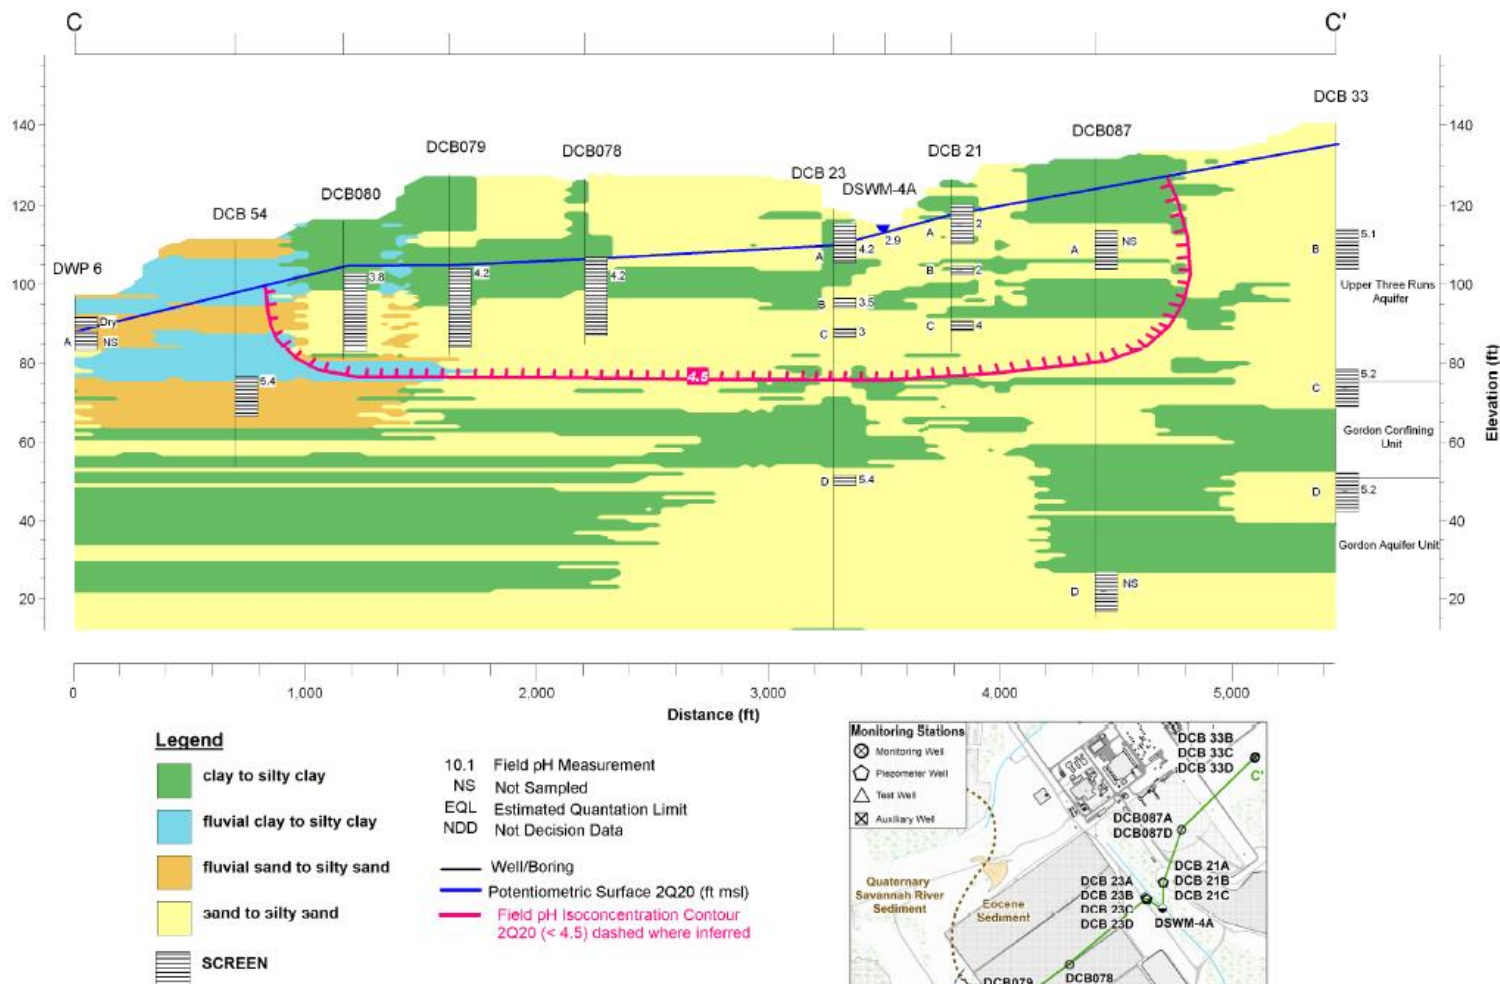 C
C'
DCB 33
DCB087
DCB079
DCB078
DCB 21
DCB 23
DSWM-4A
DCB080
DCB 54
DWP 6
140
120
100
80
60
40
20
140
120
100
80
60
40
20
Elevation (ft)
Dry
A
NS
5.4
3.8
4.2
4.2
4.2
A
B
3.5
C
3
D
5.4
2.9
A
2
B
2
C
4
A
NS
D
NS
4.5
B
5.1
Upper Three Runs
Aquifer
C
5.2
Gordon Confining
Unit
D
5.2
Gordon Aquifer Unit
0
1,000
2,000
3,000
4,000
5,000
Distance (ft)
Legend
clay to silty clay
fluvial clay to silty clay
fluvial sand to silty sand
sand to silty sand
SCREEN
10.1 Field pH Measurement
NS Not Sampled
EQL Estimated Quantation Limit
NDD Not Decision Data
Well/Boring
Potentiometric Surface 2Q20 (ft msl)
Field pH Isoconcentration Contour
2Q20 (< 4.5) dashed where inferred
Monitoring Stations
Monitoring Well
Piezometer Well
Test Well
Auxiliary Well
DCB 33B
DCB 33C
DCB 33D
C'
DCB087A
DCB087D
DCB 21A
DCB 21B
DCB 21C
DCB 23A
DCB 23B
DCB 23C
DCB 23D
DSWM-4A
Quaternary
Savannah River
Sediment
Eocene
Sediment
DCB078
DCB079